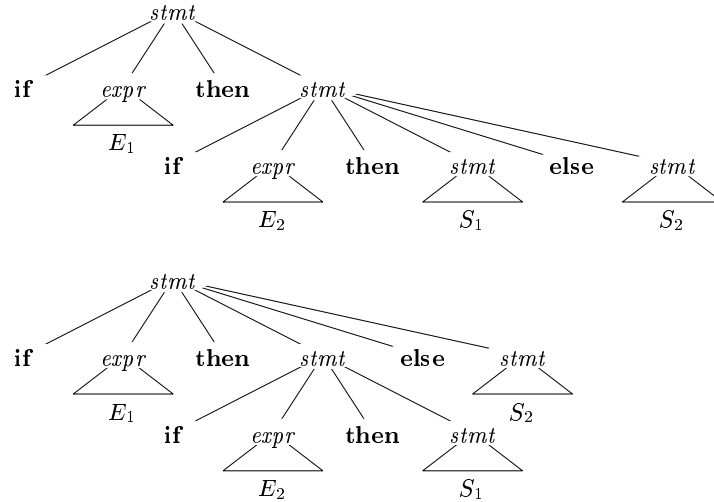 stmt
if expr then stmt
E₁
if expr then stmt else stmt
E₂ S₁ S₂
stmt
if expr then stmt else stmt
E₁ S₂
if expr then stmt
E₂ S₁